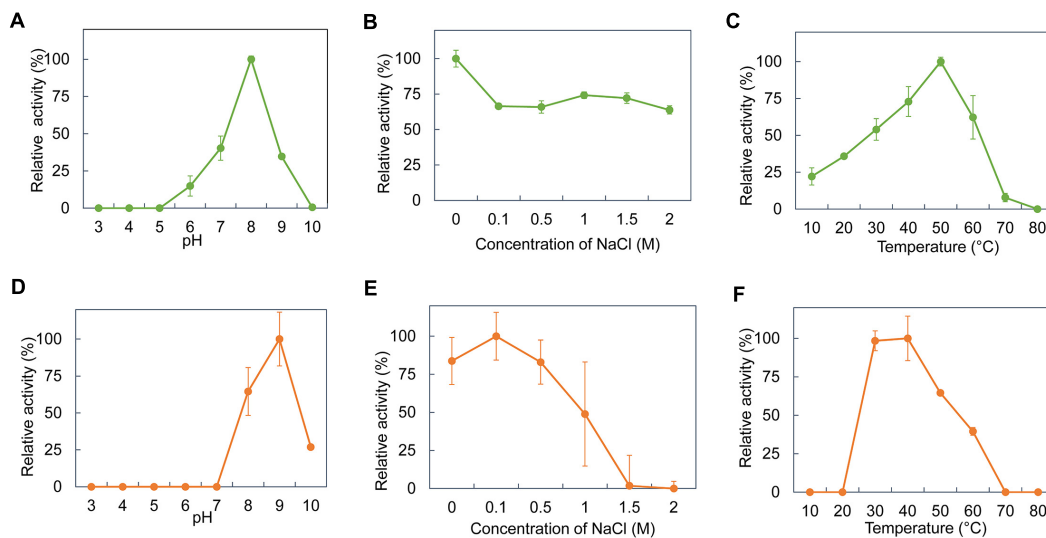 A
Relative activity (%)
100
75
50
25
0
3 4 5 6 7 8 9 10
pH
B
Relative activity (%)
100
75
50
25
0
0 0.1 0.5 1 1.5 2
Concentration of NaCl (M)
C
Relative activity (%)
100
75
50
25
0
10 20 30 40 50 60 70 80
Temperature (°C)
D
Relative activity (%)
100
75
50
25
0
3 4 5 6 7 8 9 10
pH
E
Relative activity (%)
100
75
50
25
0
0 0.1 0.5 1 1.5 2
Concentration of NaCl (M)
F
Relative activity (%)
100
75
50
25
0
10 20 30 40 50 60 70 80
Temperature (°C)